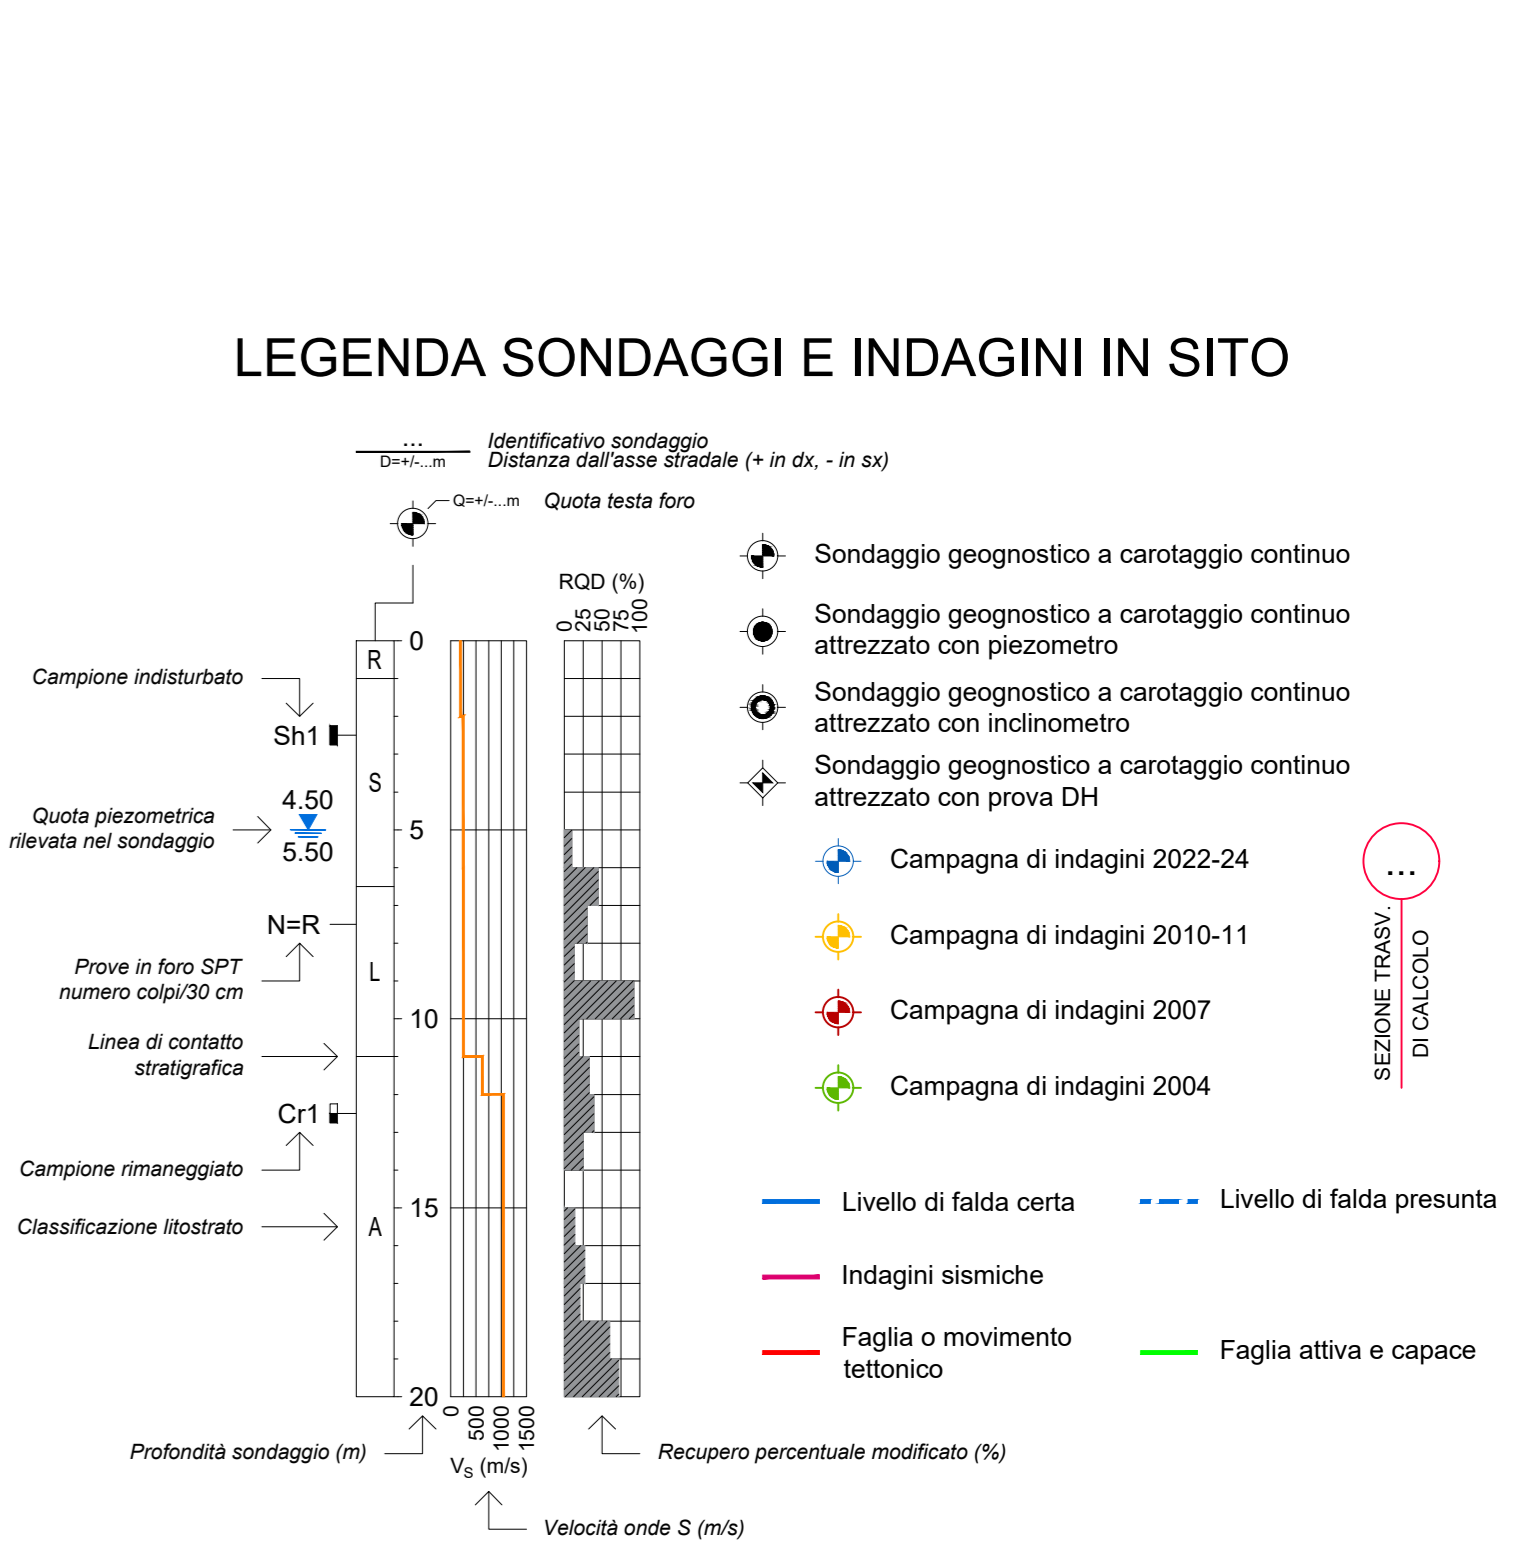 LEGENDA SONDAGGI E INDAGINI IN SITO
...
Identificativo sondaggio
D=+/-...m
Distanza dall'asse stradale (+ in dx, - in sx)
Q=+/-...m
Quota testa foro
RQD (%)
0
25
50
75
100
0
5
10
15
20
R
S
L
A
Campione indisturbato
Sh1
Quota piezometrica
rilevata nel sondaggio
4.50
5.50
N=R
Prove in foro SPT
numero colpi/30 cm
Linea di contatto
stratigrafica
Cr1
Campione rimaneggiato
Classificazione litostrato
Profondità sondaggio (m)
0
500
1000
1500
VS (m/s)
Velocità onde S (m/s)
Recupero percentuale modificato (%)
Sondaggio geognostico a carotaggio continuo
Sondaggio geognostico a carotaggio continuo
attrezzato con piezometro
Sondaggio geognostico a carotaggio continuo
attrezzato con inclinometro
Sondaggio geognostico a carotaggio continuo
attrezzato con prova DH
Campagna di indagini 2022-24
Campagna di indagini 2010-11
Campagna di indagini 2007
Campagna di indagini 2004
...
SEZIONE TRASV.
DI CALCOLO
Livello di falda certa
Livello di falda presunta
Indagini sismiche
Faglia o movimento
tettonico
Faglia attiva e capace